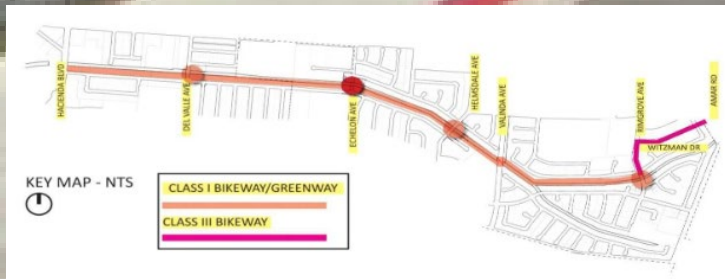 HACIENDA BLVD
DEL VALLE AVE
ECHELON AVE
HELMSDALE AVE
VALINDA AVE
RIMGROVE AVE
AMAR RD
WITZMAN DR
KEY MAP - NTS
CLASS I BIKEWAY/GREENWAY
CLASS III BIKEWAY